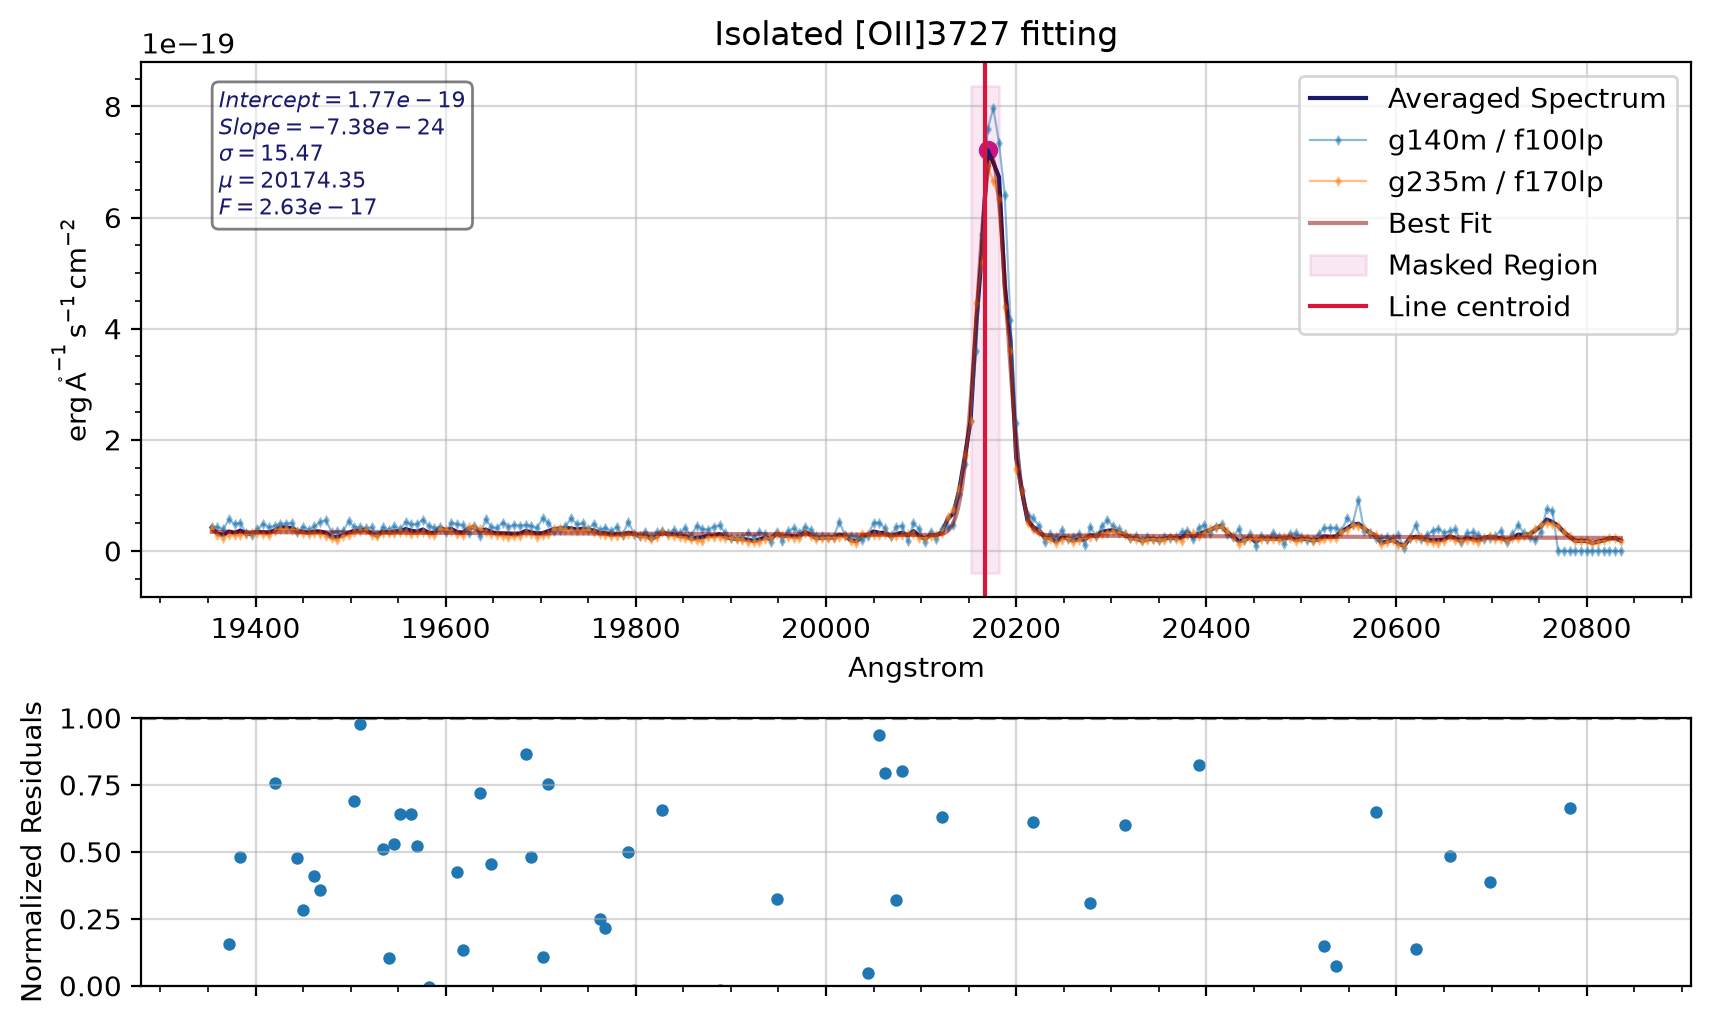 Isolated [OII]3727 fitting
1e−19
Intercept = 1.77e − 19
Slope = −7.38e − 24
σ = 15.47
μ = 20174.35
F = 2.63e − 17
Averaged Spectrum
g140m / f100lp
g235m / f170lp
Best Fit
Masked Region
Line centroid
8
6
4
2
0
erg Å⁻¹ s⁻¹ cm⁻²
19400 19600 19800 20000 20200 20400 20600 20800
Angstrom
1.00
0.75
0.50
0.25
0.00
Normalized Residuals